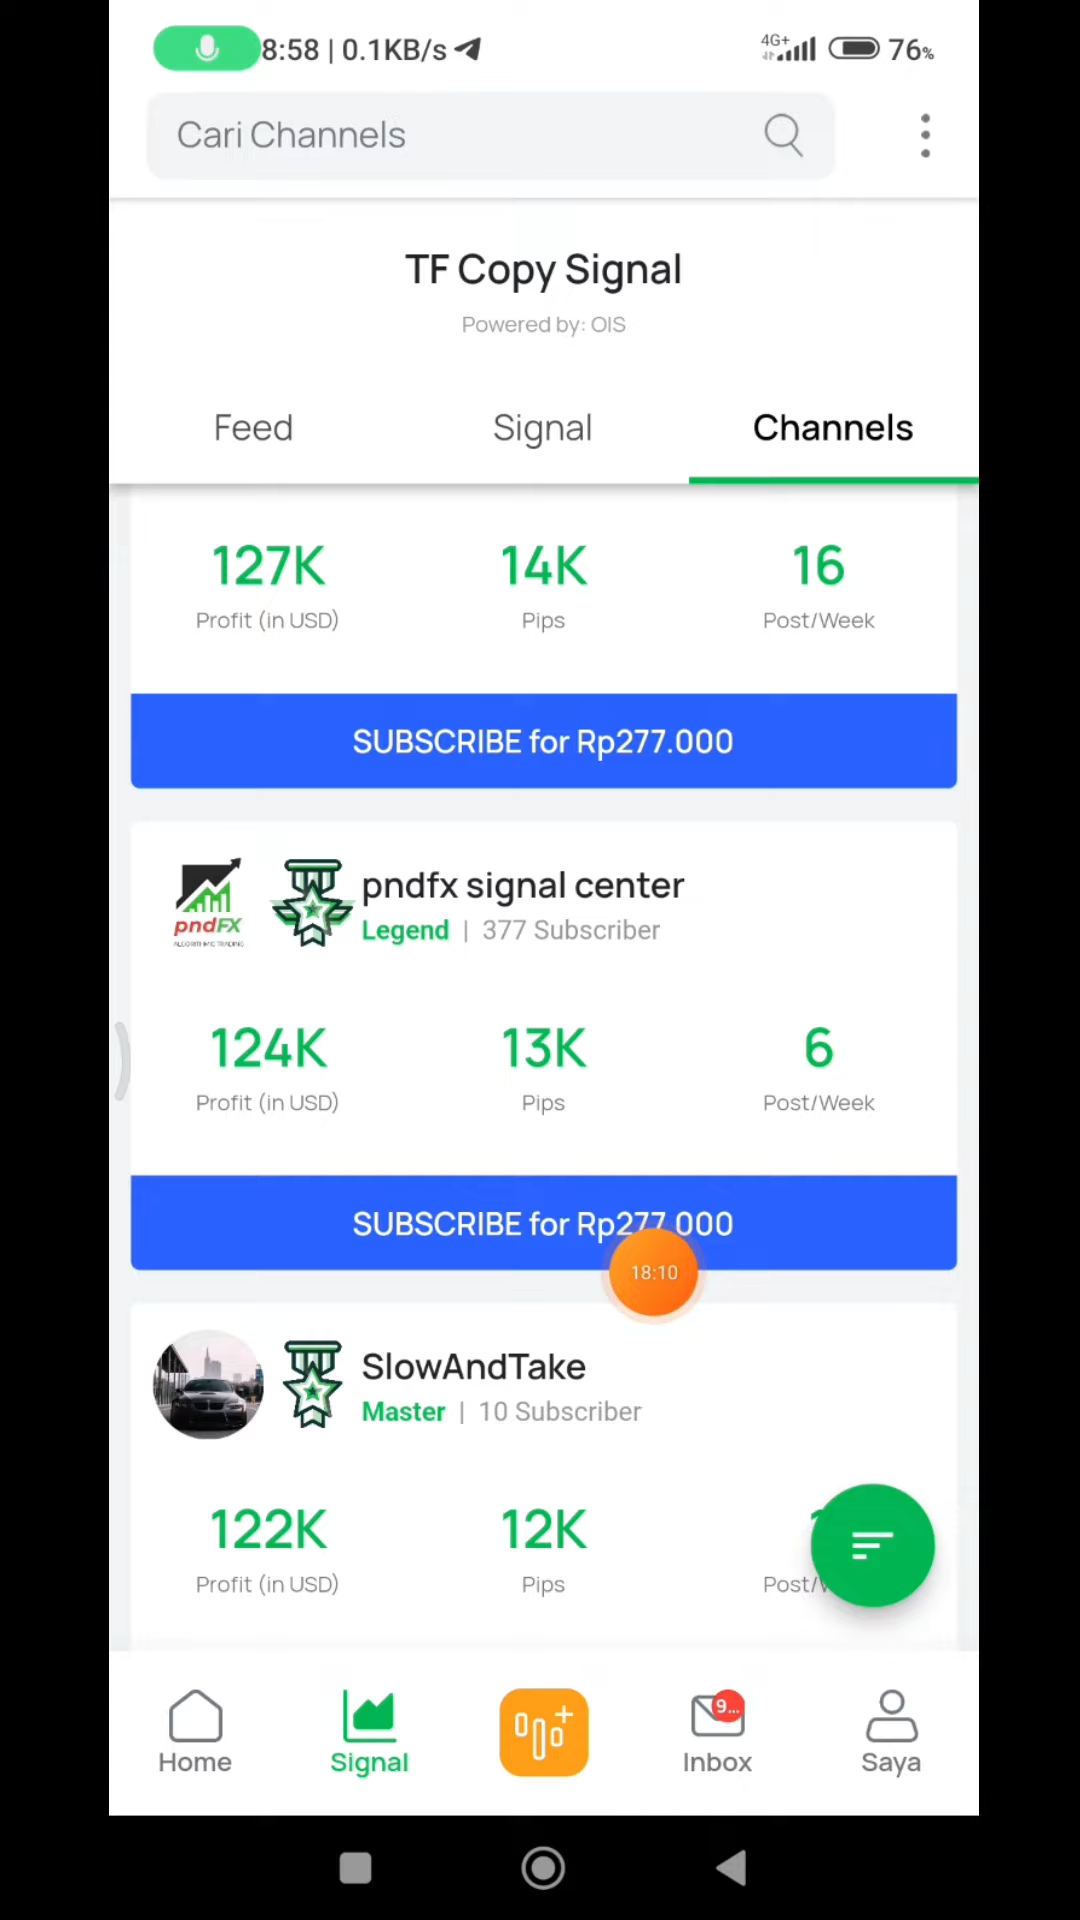 8:58 | 0.1KB/s
4G+
76%
Cari Channels
TF Copy Signal
Powered by: OIS
Feed
Signal
Channels
127K
14K
16
Profit (in USD)
Pips
Post/Week
SUBSCRIBE for Rp277.000
pndFX
ALGORITHMIC TRADING
pndfx signal center
Legend | 377 Subscriber
124K
13K
6
Profit (in USD)
Pips
Post/Week
SUBSCRIBE for Rp277.000
18:10
SlowAndTake
Master | 10 Subscriber
122K
12K
Profit (in USD)
Pips
9...
Home
Signal
Inbox
Saya